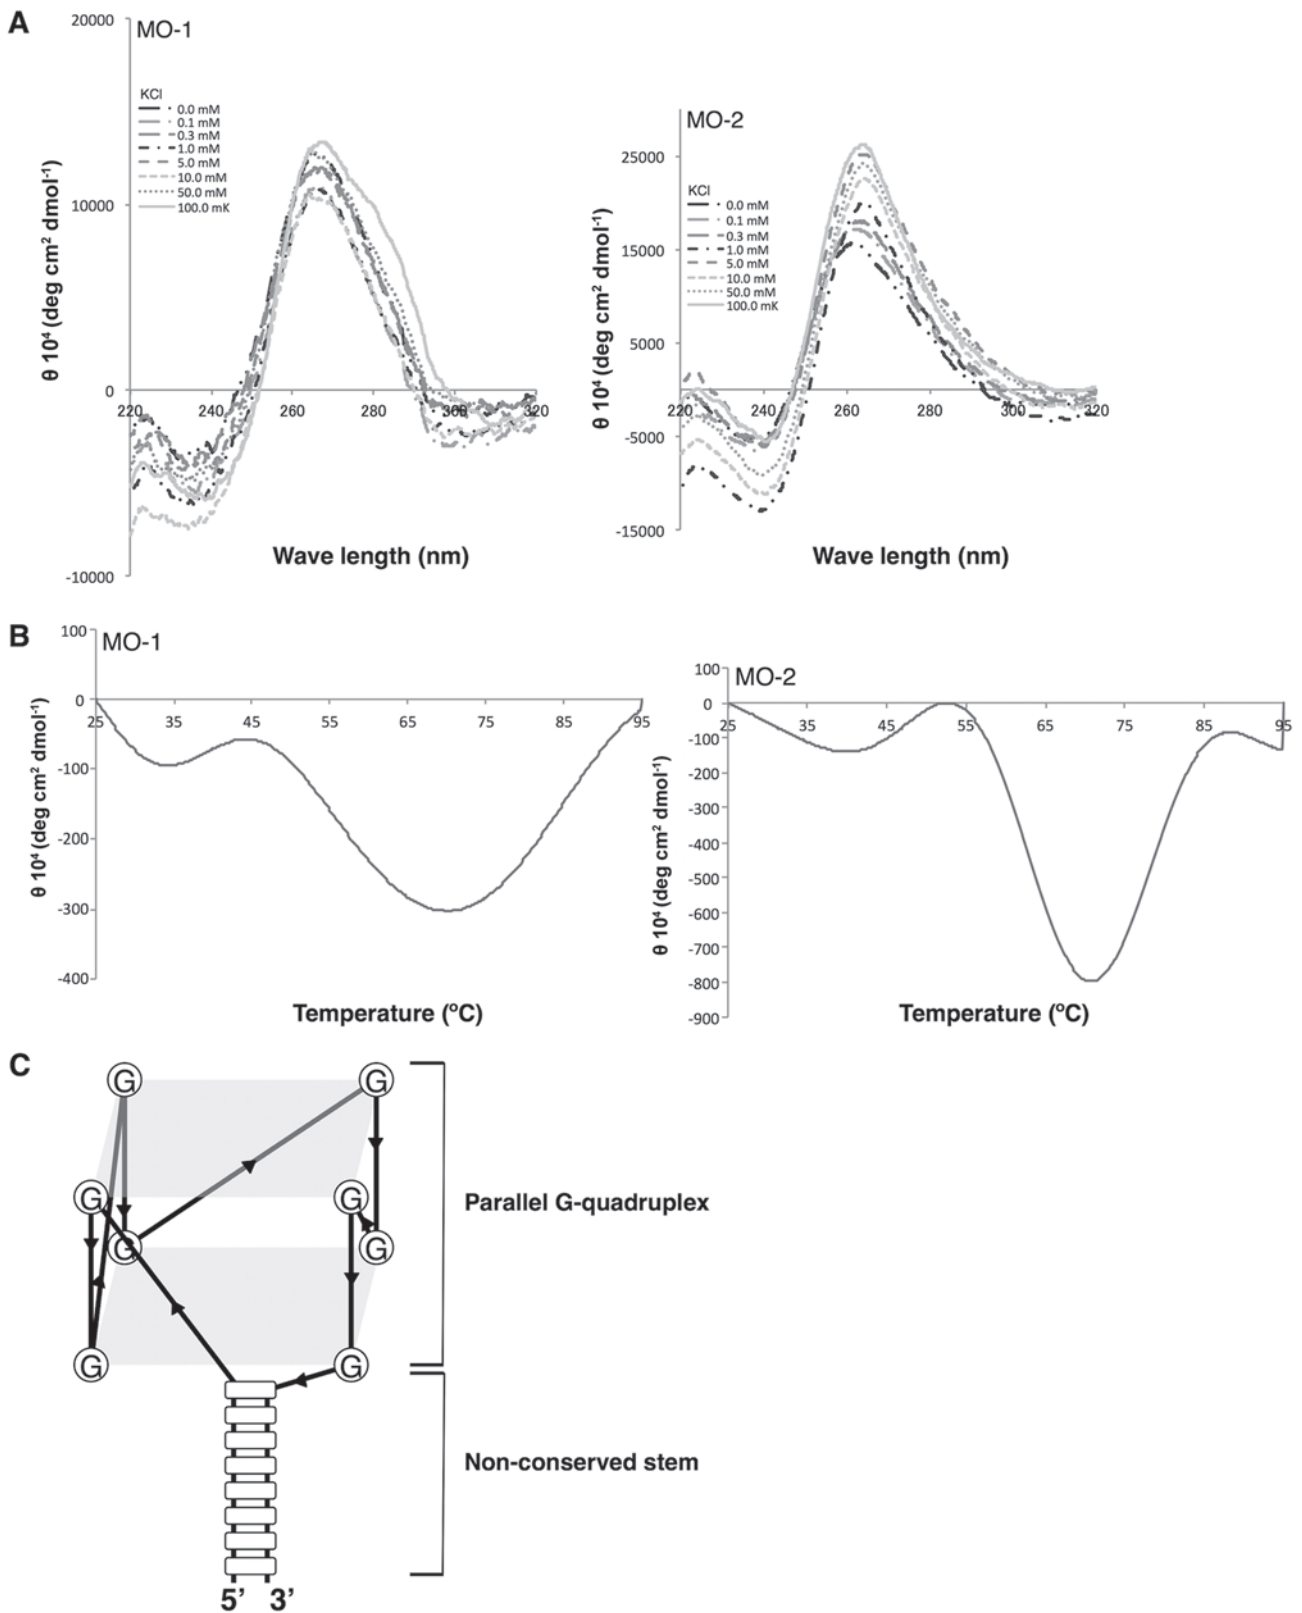 A
MO-1
20000
10000
0
-10000
θ 10⁴ (deg cm² dmol⁻¹)
KCl
0.0 mM
0.1 mM
0.3 mM
1.0 mM
5.0 mM
10.0 mM
50.0 mM
100.0 mK
220 240 260 280 300 320
Wave length (nm)
MO-2
25000
15000
5000
0
-5000
-15000
θ 10⁴ (deg cm² dmol⁻¹)
KCl
0.0 mM
0.1 mM
0.3 mM
1.0 mM
5.0 mM
10.0 mM
50.0 mM
100.0 mK
220 240 260 280 300 320
Wave length (nm)
B
MO-1
100
0
-100
-200
-300
-400
θ 10⁴ (deg cm² dmol⁻¹)
25 35 45 55 65 75 85 95
Temperature (°C)
MO-2
100
0
-100
-200
-300
-400
-500
-600
-700
-800
-900
θ 10⁴ (deg cm² dmol⁻¹)
25 35 45 55 65 75 85 95
Temperature (°C)
C
G G
G G
G G
G G
Parallel G-quadruplex
Non-conserved stem
5’ 3’